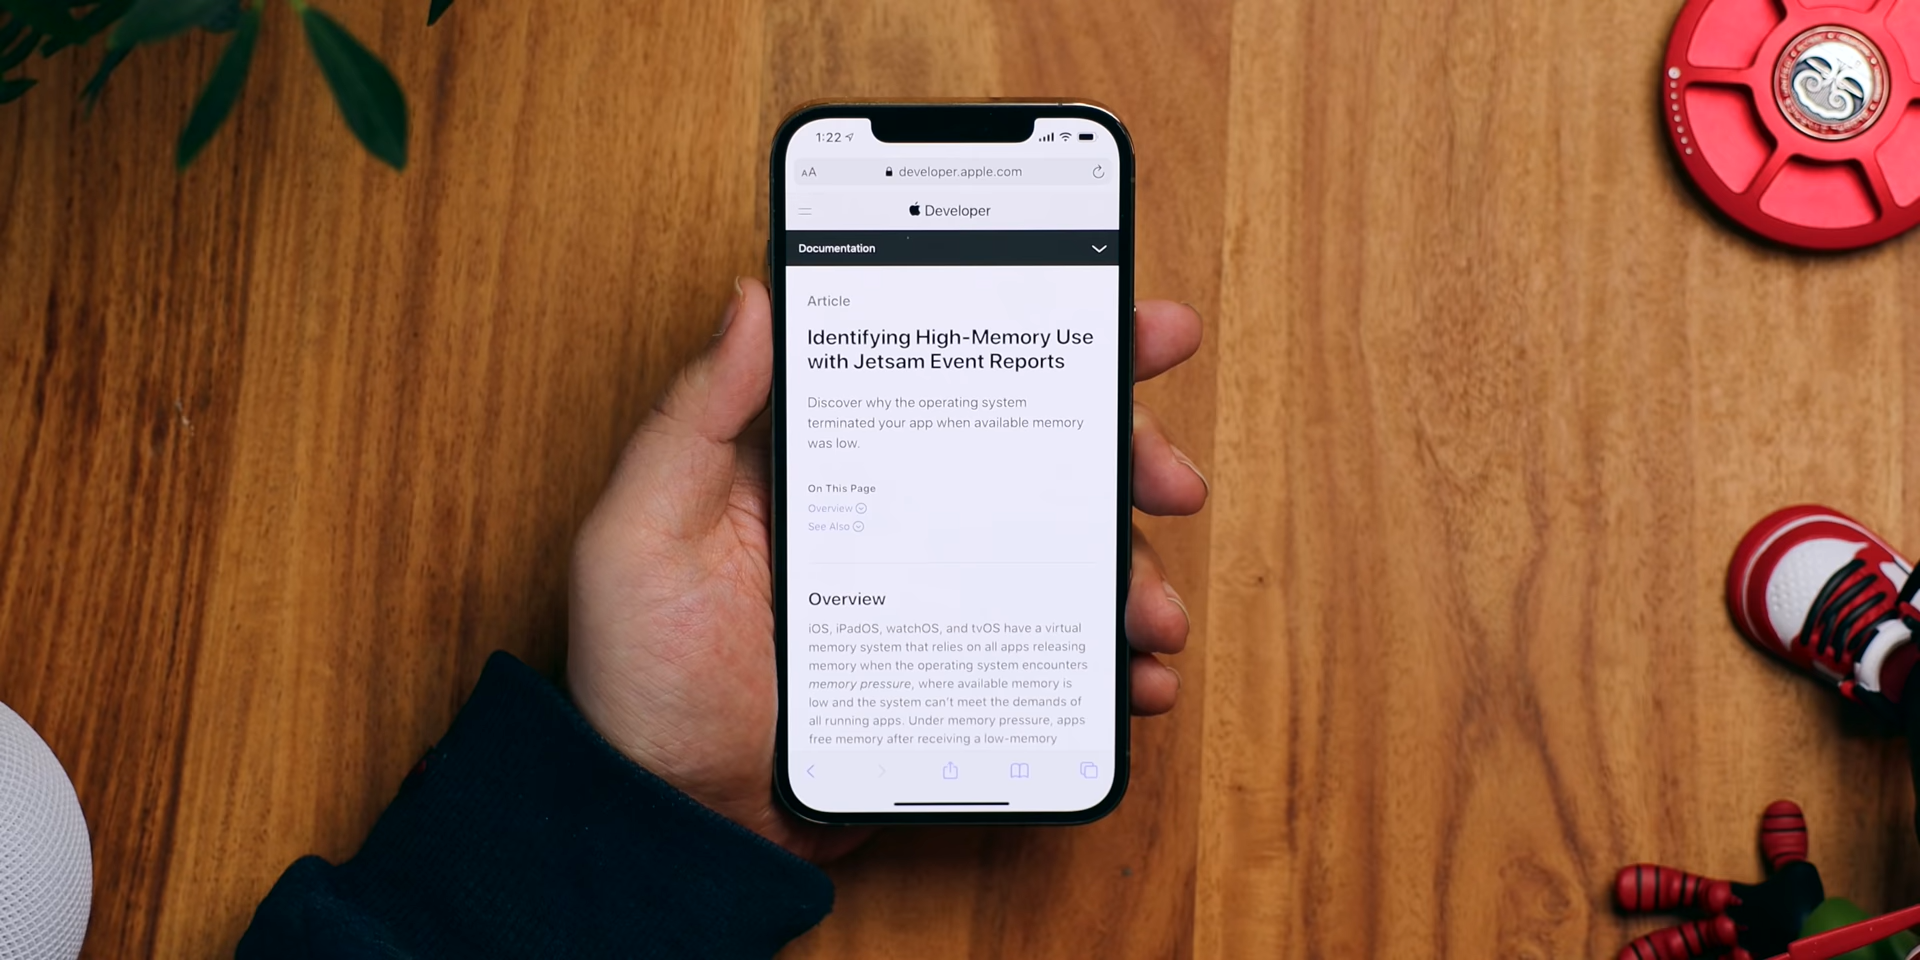 1:22
AA developer.apple.com
Developer
Documentation
Article
Identifying High-Memory Use
with Jetsam Event Reports
Discover why the operating system
terminated your app when available memory
was low.
On This Page
Overview
See Also
Overview
iOS, iPadOS, watchOS, and tvOS have a virtual
memory system that relies on all apps releasing
memory when the operating system encounters
memory pressure, where available memory is
low and the system can't meet the demands of
all running apps. Under memory pressure, apps
free memory after receiving a low-memory